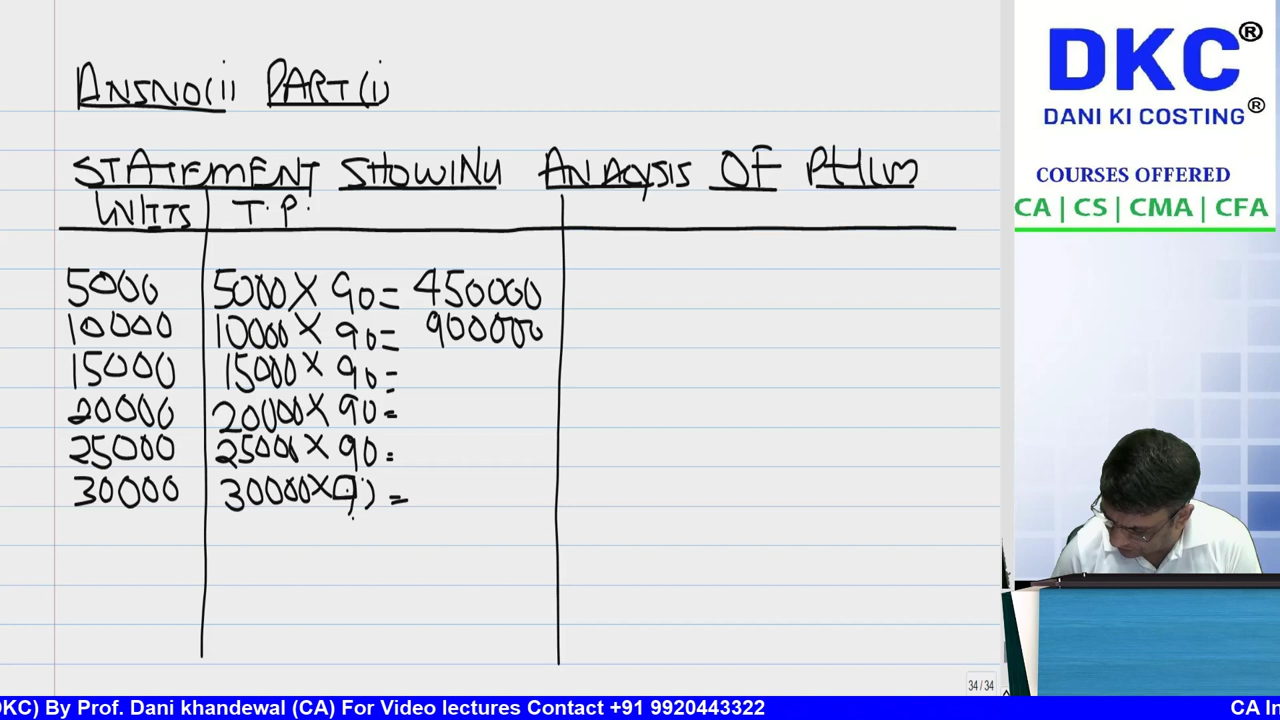 ANSNO(1) PART(1)
STATEMENT SHOWING ANALYSIS OF
UNITS T.P.
5000 5000 X 90 = 450000
10000 10000 X 90 = 900000
15000 15000 X 90 =
20000 20000 X 90 =
25000 25000 X 90 =
30000 30000 X 90 =
34 / 34
DKC®
DANI KI COSTING®
COURSES OFFERED
CA | CS | CMA | CFA
DKC) By Prof. Dani khandewal (CA) For Video lectures Contact +91 9920443322
CA In